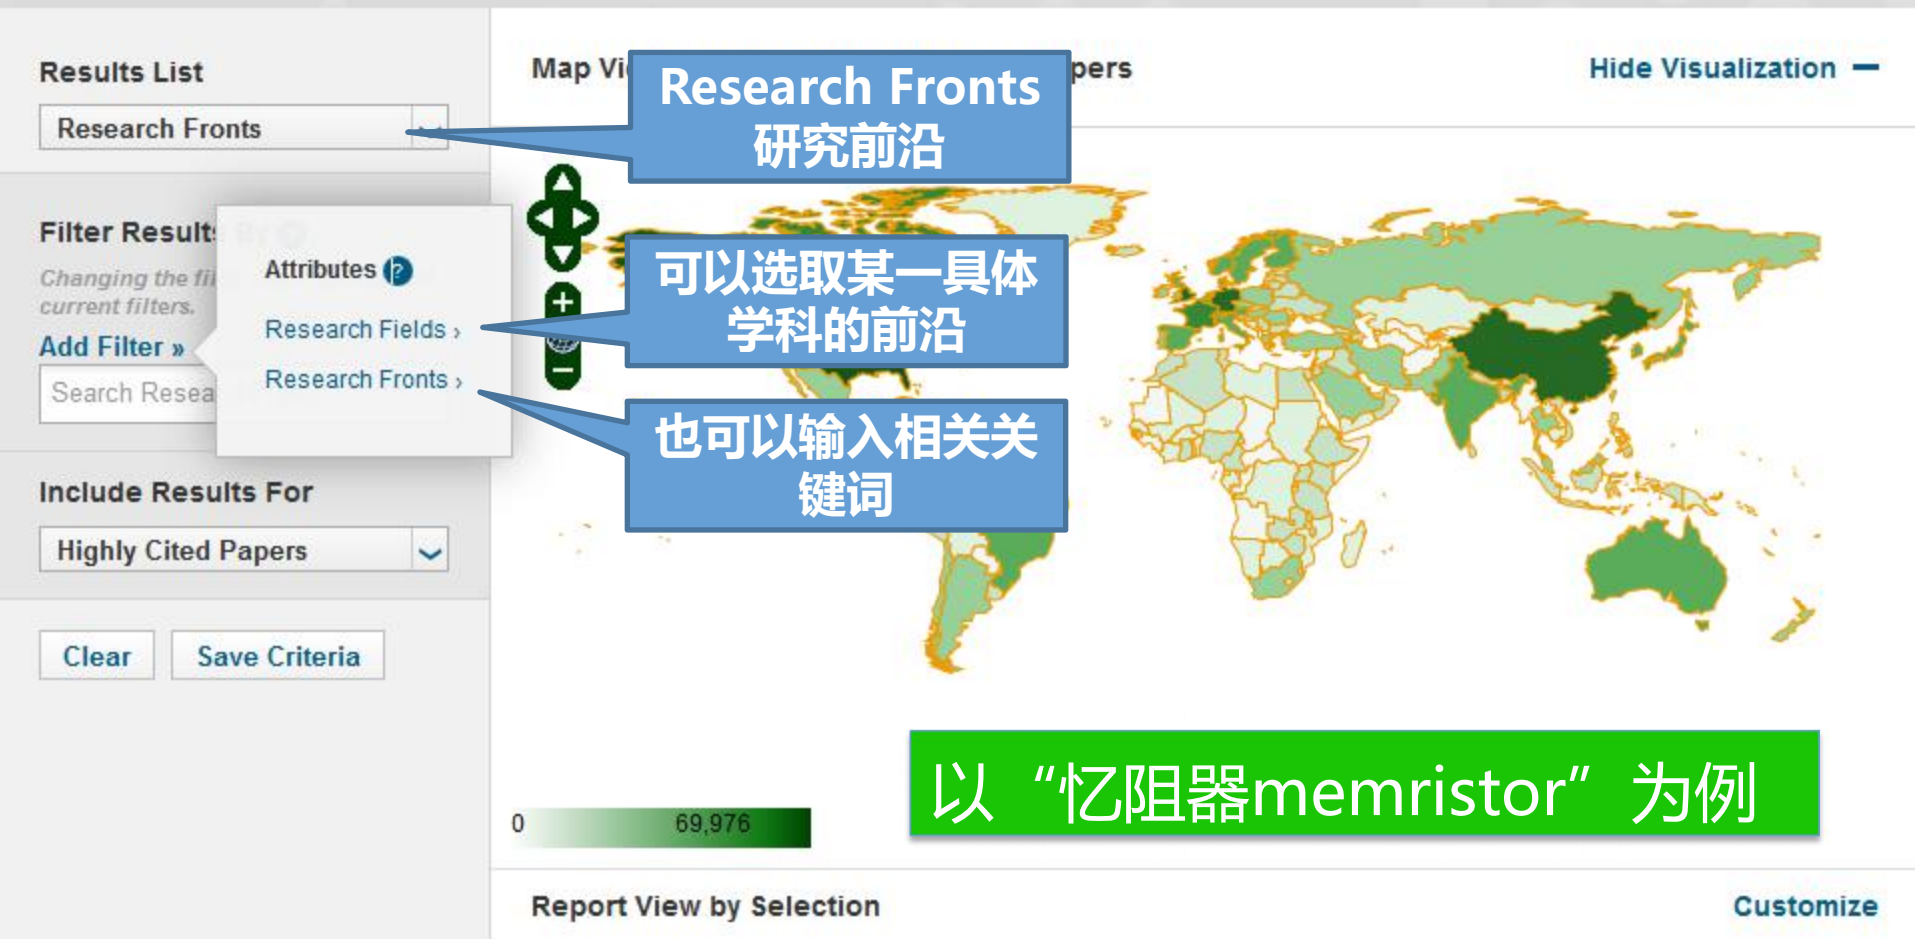 Results List
Research Fronts
Filter Results By
Changing the fil
current filters.
Add Filter »
Search Resea
Attributes ?
Research Fields ›
Research Fronts ›
Include Results For
Highly Cited Papers
Clear
Save Criteria
Map Vi
pers
Hide Visualization
Research Fronts
研究前沿
可以选取某一具体
学科的前沿
也可以输入相关关
键词
以“忆阻器memristor”为例
0
69,976
Report View by Selection
Customize